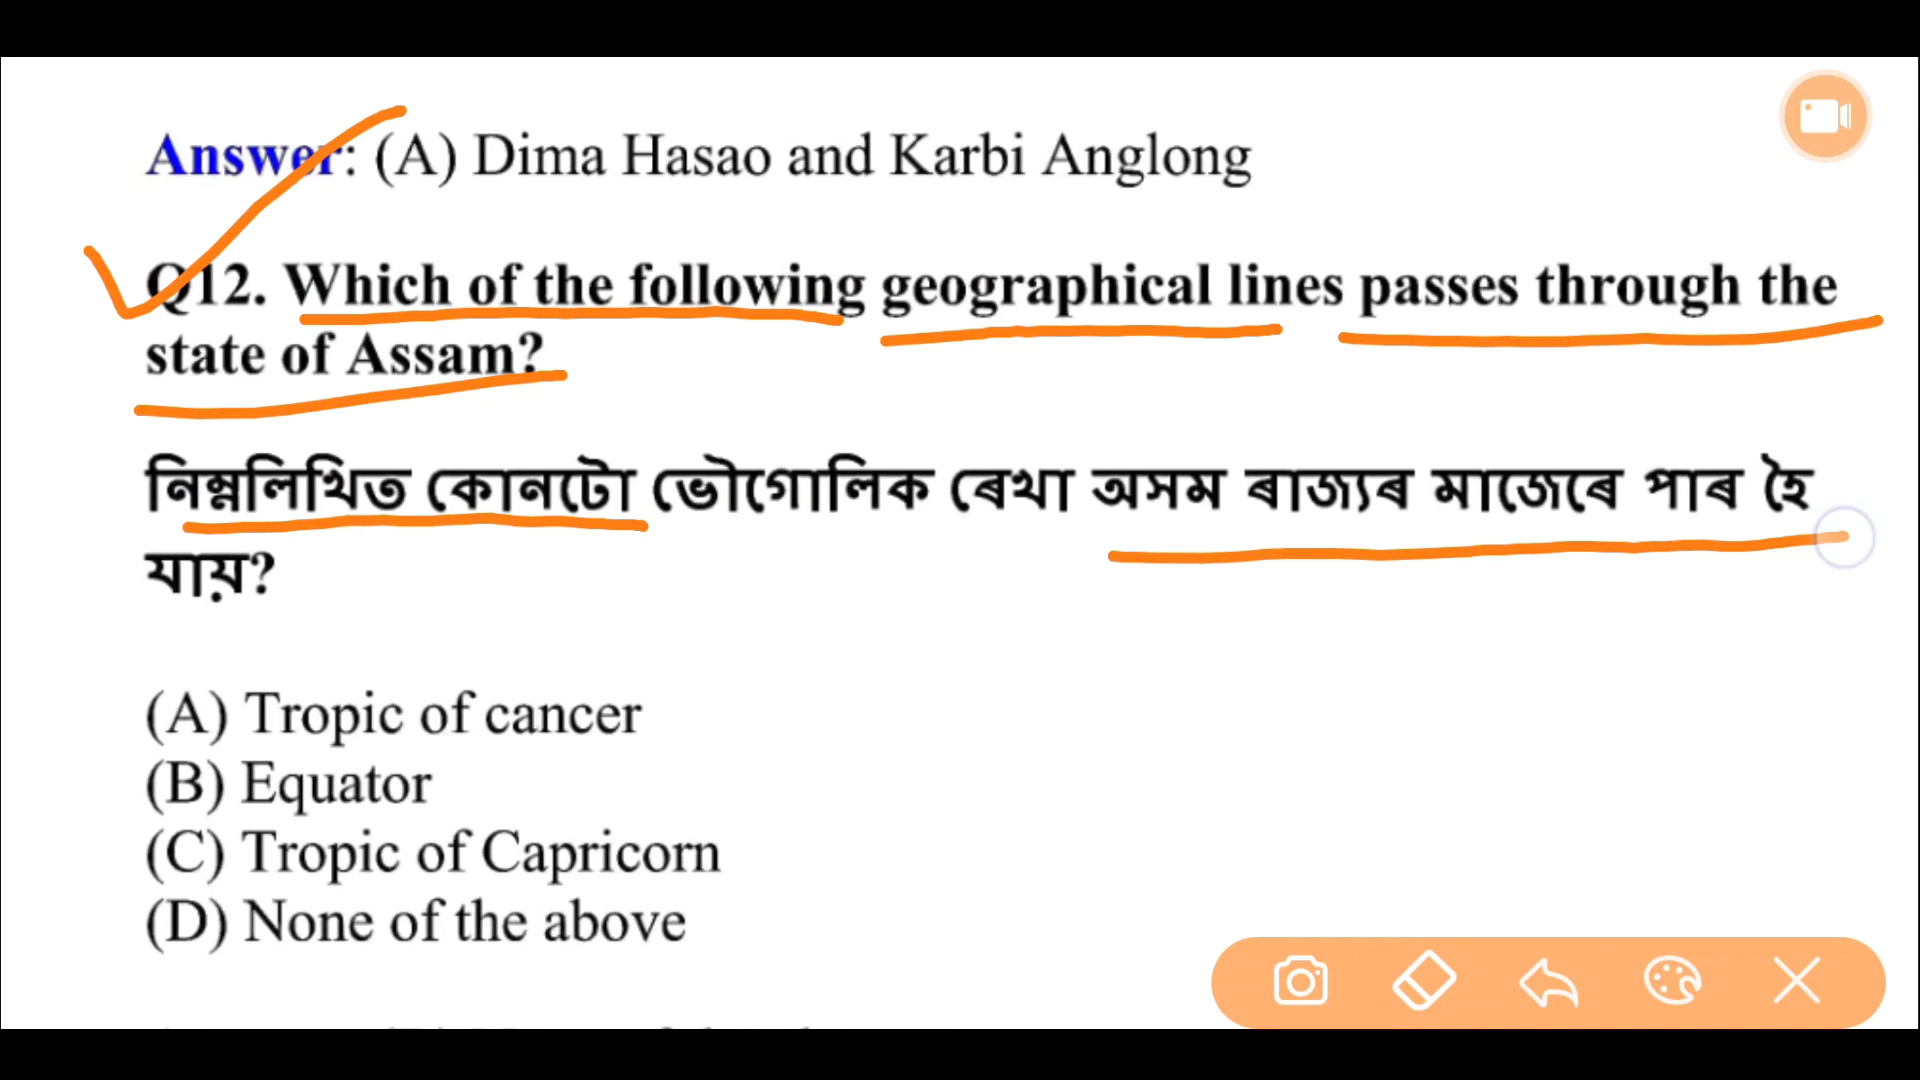 Answer: (A) Dima Hasao and Karbi Anglong
Q12. Which of the following geographical lines passes through the
state of Assam?
নিম্নলিখিত কোনটো ভৌগোলিক ৰেখা অসম ৰাজ্যৰ মাজেৰে পাৰ হৈ
যায়?
(A) Tropic of cancer
(B) Equator
(C) Tropic of Capricorn
(D) None of the above